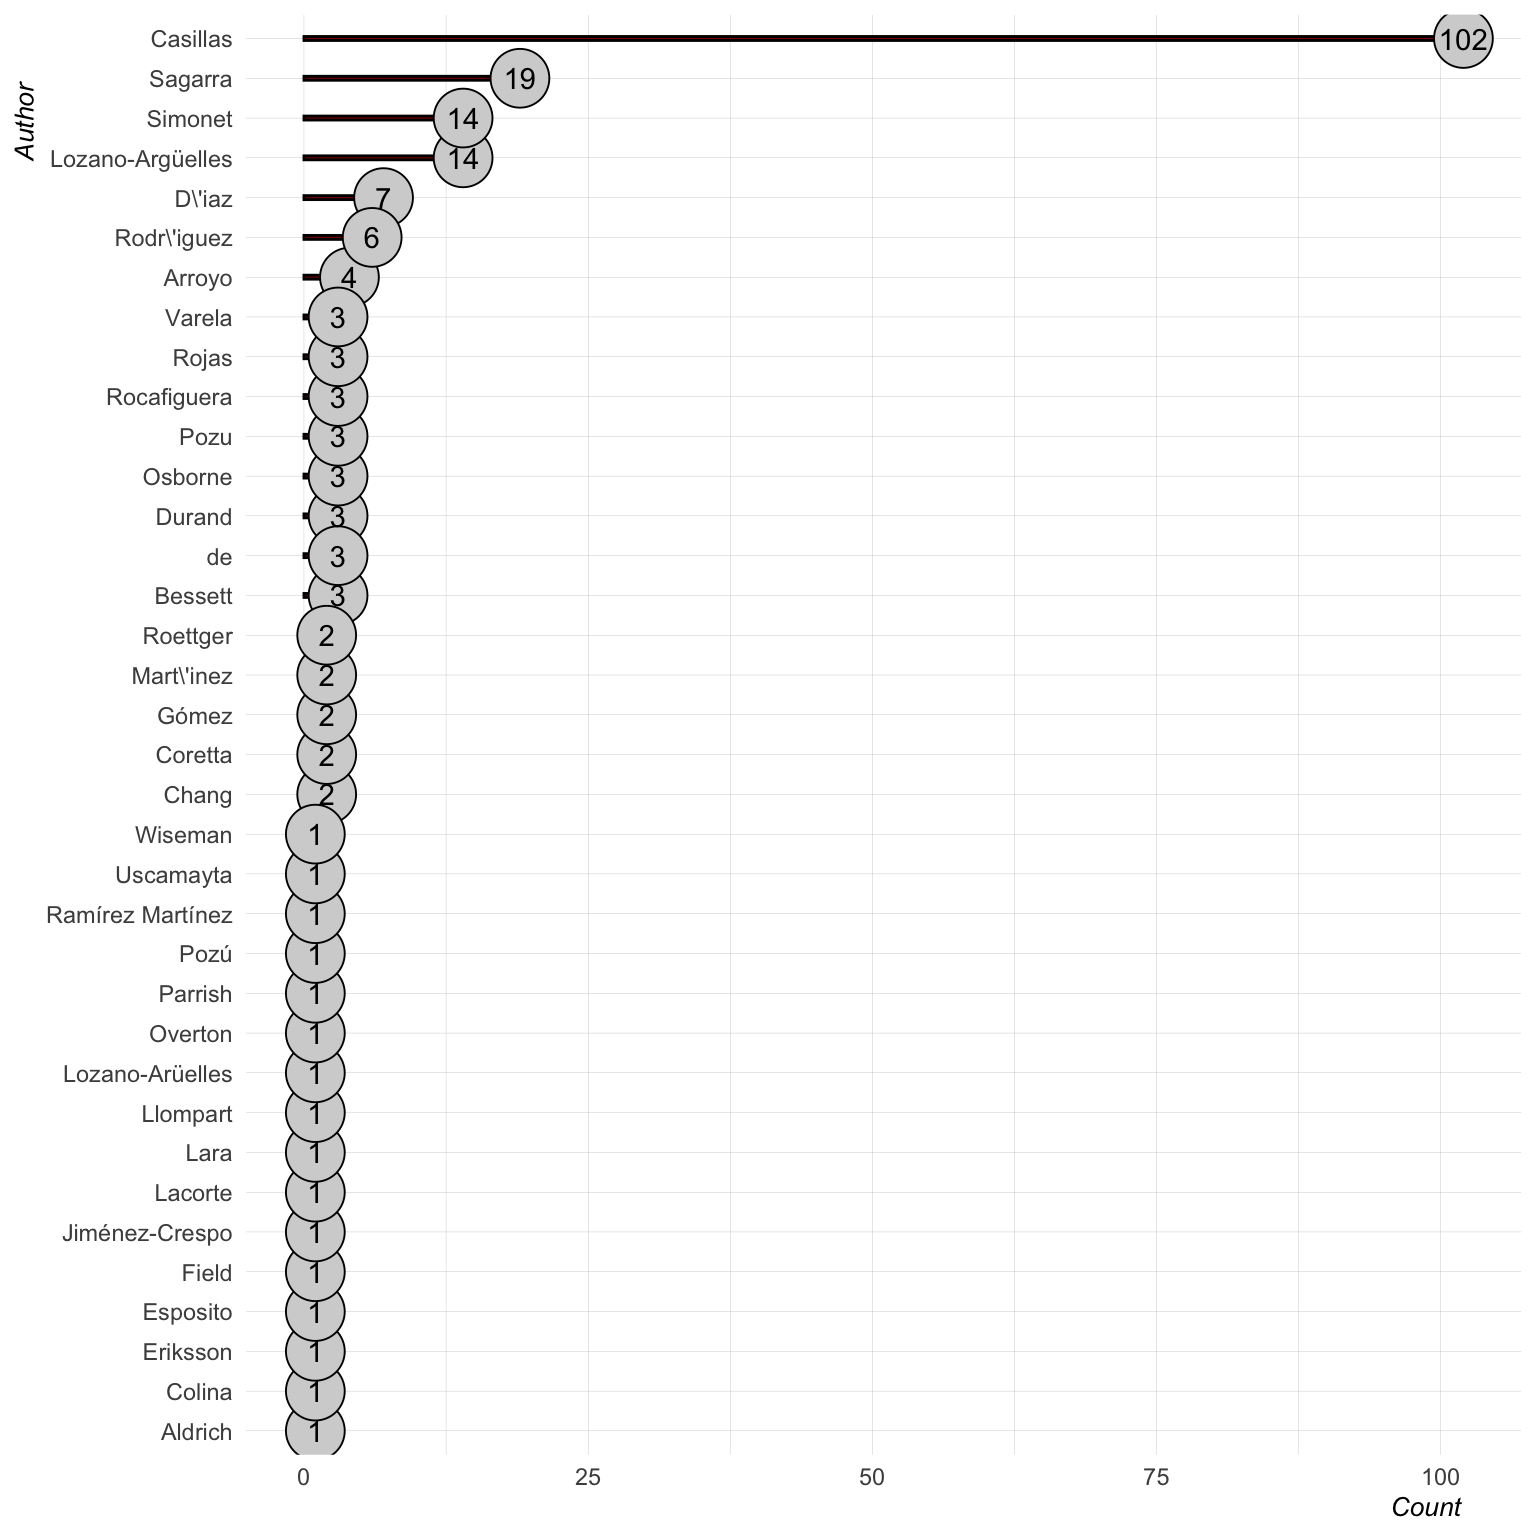 Author
Casillas 102
Sagarra 19
Simonet 14
Lozano-Argüelles 14
D\'iaz 7
Rodr\'iguez 6
Arroyo 4
Varela 3
Rojas 3
Rocafiguera 3
Pozu 3
Osborne 3
Durand 3
de 3
Bessett 3
Roettger 2
Mart\'inez 2
Gómez 2
Coretta 2
Chang 2
Wiseman 1
Uscamayta 1
Ramírez Martínez 1
Pozú 1
Parrish 1
Overton 1
Lozano-Arüelles 1
Llompart 1
Lara 1
Lacorte 1
Jiménez-Crespo 1
Field 1
Esposito 1
Eriksson 1
Colina 1
Aldrich 1
0 25 50 75 100
Count